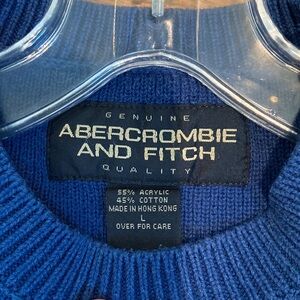 GENUINE
ABERCROMBIE
AND FITCH
QUALITY
55% ACRYLIC
45% COTTON
MADE IN HONG KONG
L
OVER FOR CARE